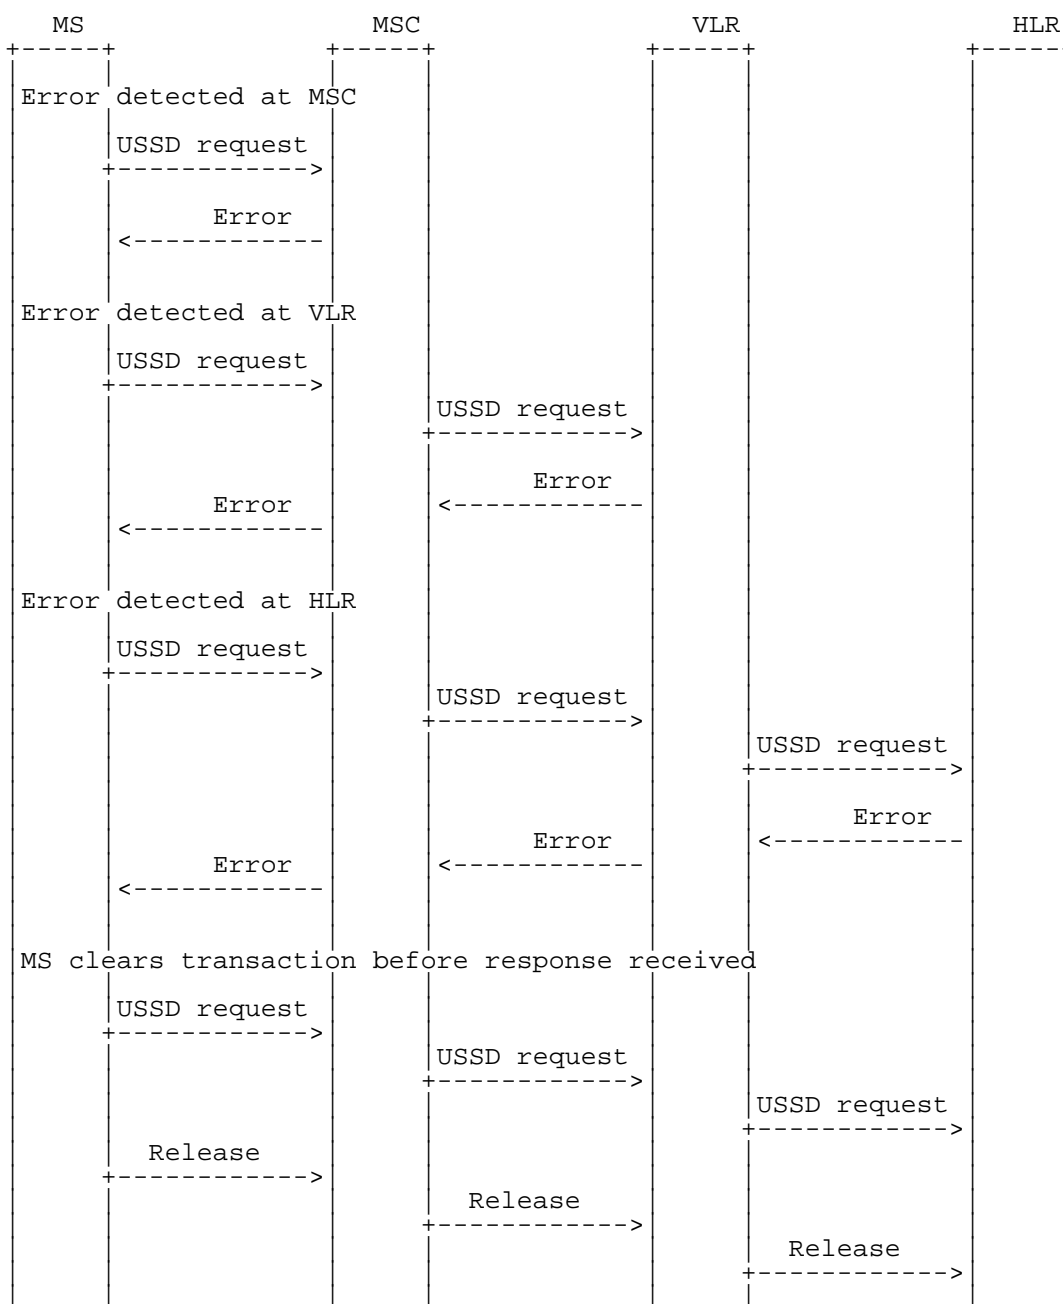 MS MSC VLR HLR
Error detected at MSC
USSD request
Error
Error detected at VLR
USSD request
USSD request
Error
Error
Error detected at HLR
USSD request
USSD request
USSD request
Error
Error
Error
MS clears transaction before response received
USSD request
USSD request
USSD request
Release
Release
Release